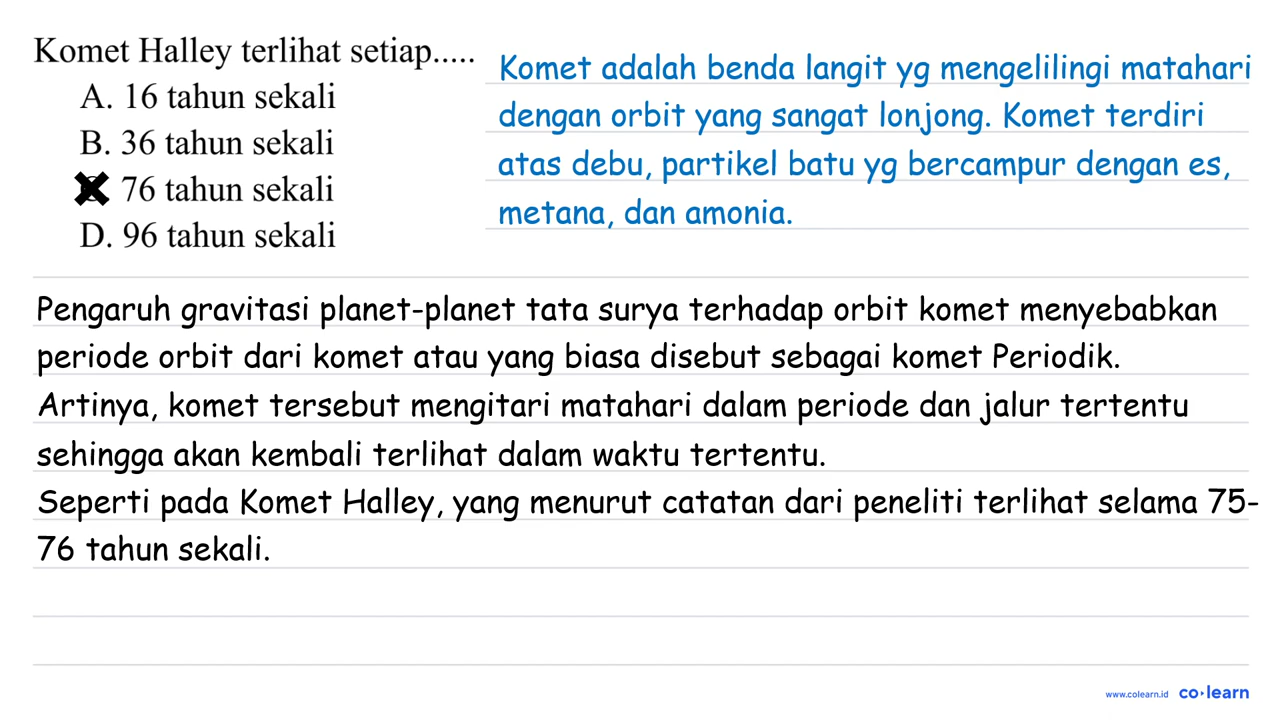 Komet Halley terlihat setiap.....
A. 16 tahun sekali
B. 36 tahun sekali
76 tahun sekali
D. 96 tahun sekali
Komet adalah benda langit yg mengelilingi matahari
dengan orbit yang sangat lonjong. Komet terdiri
atas debu, partikel batu yg bercampur dengan es,
metana, dan amonia.
Pengaruh gravitasi planet-planet tata surya terhadap orbit komet menyebabkan
periode orbit dari komet atau yang biasa disebut sebagai komet Periodik.
Artinya, komet tersebut mengitari matahari dalam periode dan jalur tertentu
sehingga akan kembali terlihat dalam waktu tertentu.
Seperti pada Komet Halley, yang menurut catatan dari peneliti terlihat selama 75-
76 tahun sekali.
www.colearn.id co·learn